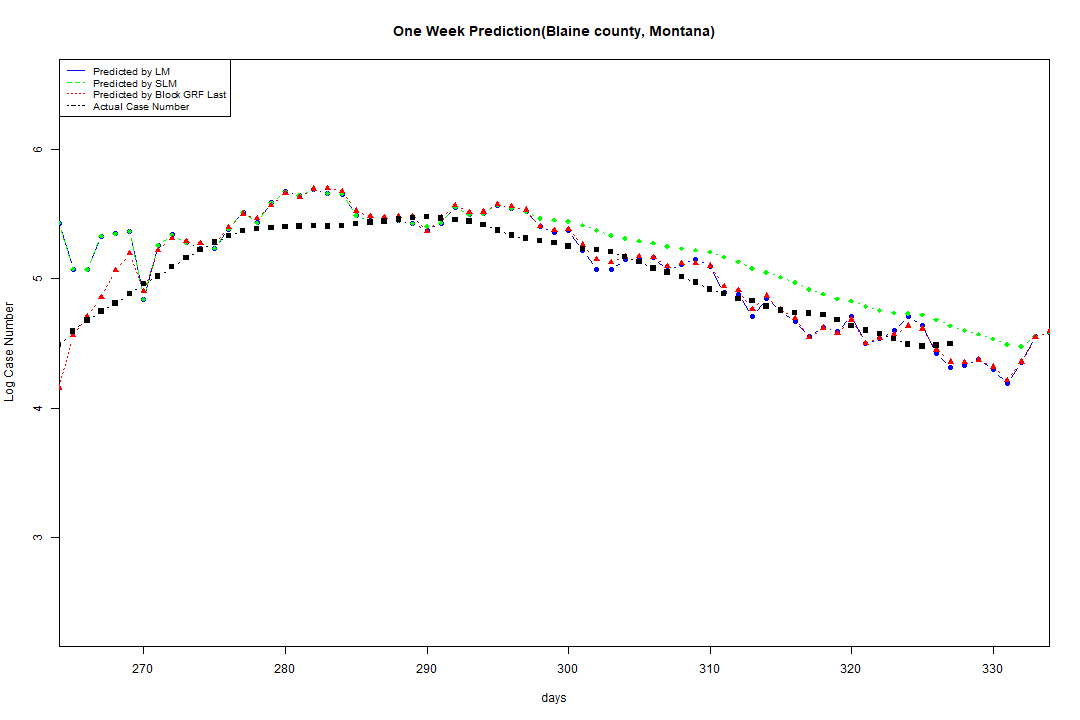 One Week Prediction(Blaine county, Montana)
Predicted by LM
Predicted by SLM
Predicted by Block GRF Last
Actual Case Number
6
5
4
3
Log Case Number
270 280 290 300 310 320 330
days